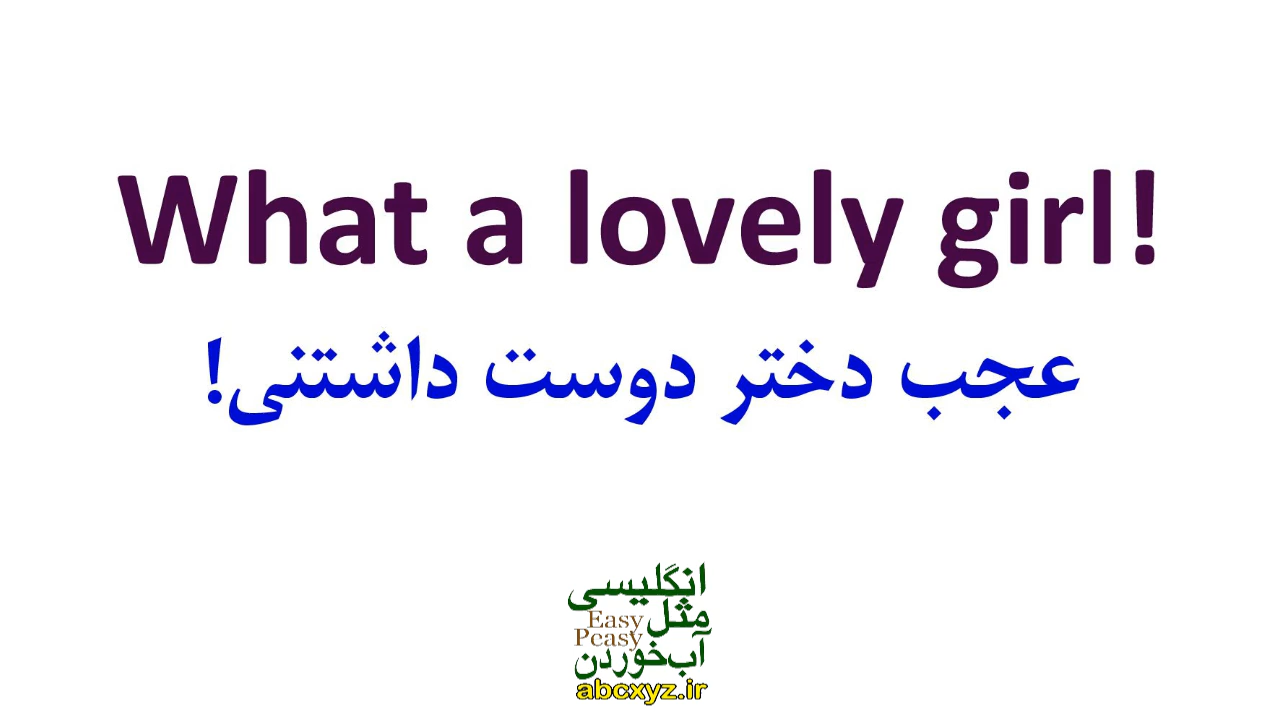 What a lovely girl!
عجب دختر دوست داشتنی!
انگلیسی
مثل
Easy
Peasy
آب‌خوردن
abcxyz.ir